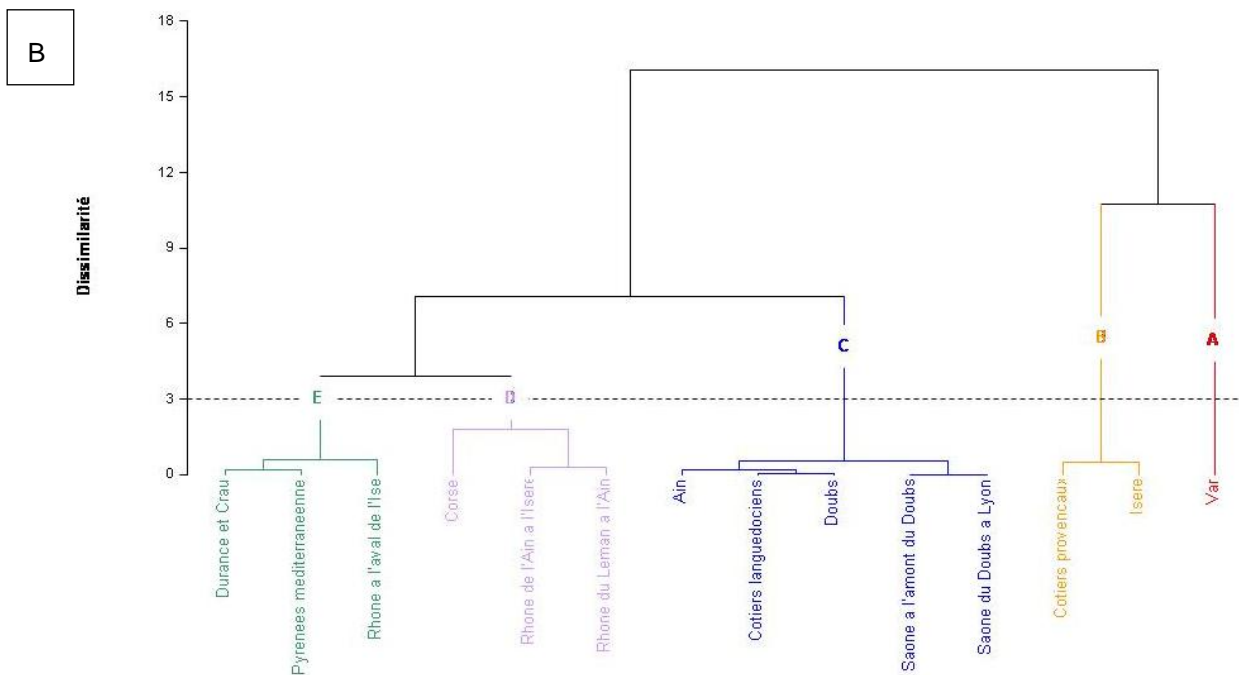 B
18
15
12
9
6
3
0
Dissimilarité
E
D
C
B
A
Durance et Crau
Pyrenees mediterraneenne
Rhone a l'aval de l'Ise
Corse
Rhone de l'Ain a l'Isere
Rhone du Leman a l'Ain
Ain
Cotiers languedociens
Doubs
Saone a l'amont du Doubs
Saone du Doubs a Lyon
Cotiers provencaux
Isere
Var